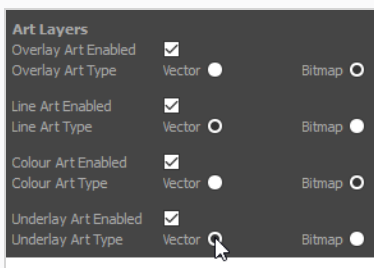 Art Layers
Overlay Art Enabled
Overlay Art Type Vector Bitmap
Line Art Enabled
Line Art Type Vector Bitmap
Colour Art Enabled
Colour Art Type Vector Bitmap
Underlay Art Enabled
Underlay Art Type Vector Bitmap